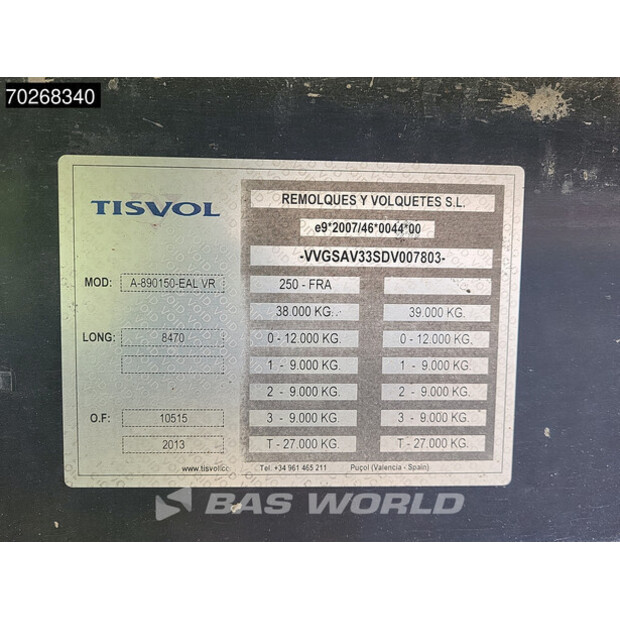 70268340
TISVOL
REMOLQUES Y VOLQUETES S.L.
e9*2007/46*0044*00
-VVGSAV33SDV007803-
MOD: A-890150-EAL VR 250 - FRA
38.000 KG. 39.000 KG.
LONG: 8470 0 - 12.000 KG. 0 - 12.000 KG.
1 - 9.000 KG. 1 - 9.000 KG.
2 - 9.000 KG. 2 - 9.000 KG.
O.F: 10515 3 - 9.000 KG. 3 - 9.000 KG.
2013 T - 27.000 KG. T - 27.000 KG.
www.tisvol.cc Tel. +34 961 465 211 Puçol (Valencia - Spain)
BAS WORLD